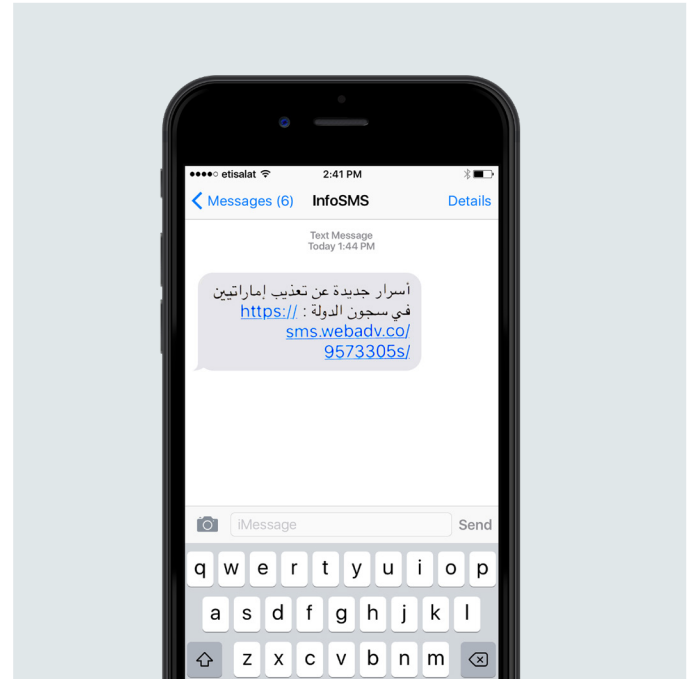 etisalat
2:41 PM
Messages (6)
InfoSMS
Details
Text Message
Today 1:44 PM
أسرار جديدة عن تعذيب إماراتيين
في سجون الدولة : https://
sms.webadv.co/
9573305s/
iMessage
Send
q w e r t y u i o p
a s d f g h j k l
z x c v b n m